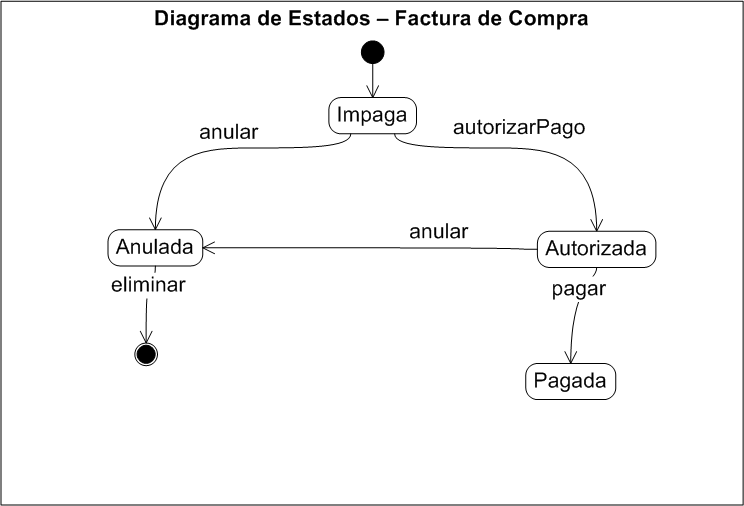 Diagrama de Estados – Factura de Compra
Impaga
anular
autorizarPago
Anulada
anular
Autorizada
eliminar
pagar
Pagada